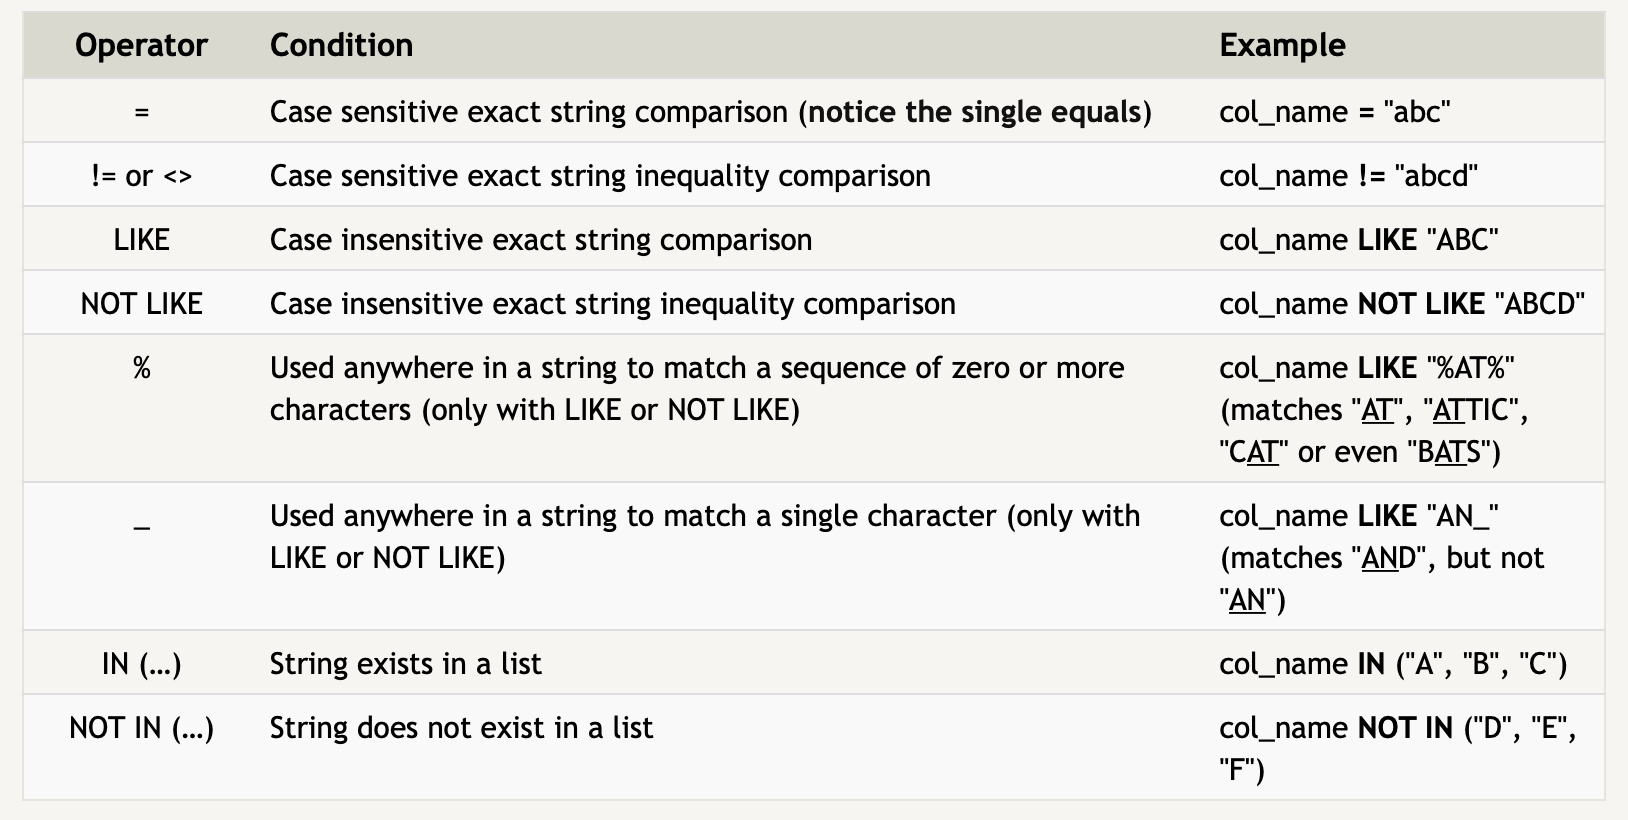 Operator Condition Example
= Case sensitive exact string comparison (notice the single equals) col_name = "abc"
!= or <> Case sensitive exact string inequality comparison col_name != "abcd"
LIKE Case insensitive exact string comparison col_name LIKE "ABC"
NOT LIKE Case insensitive exact string inequality comparison col_name NOT LIKE "ABCD"
% Used anywhere in a string to match a sequence of zero or more col_name LIKE "%AT%"
characters (only with LIKE or NOT LIKE) (matches "AT", "ATTIC",
"CAT" or even "BATS")
_ Used anywhere in a string to match a single character (only with col_name LIKE "AN_"
LIKE or NOT LIKE) (matches "AND", but not
"AN")
IN (…) String exists in a list col_name IN ("A", "B", "C")
NOT IN (…) String does not exist in a list col_name NOT IN ("D", "E",
"F")